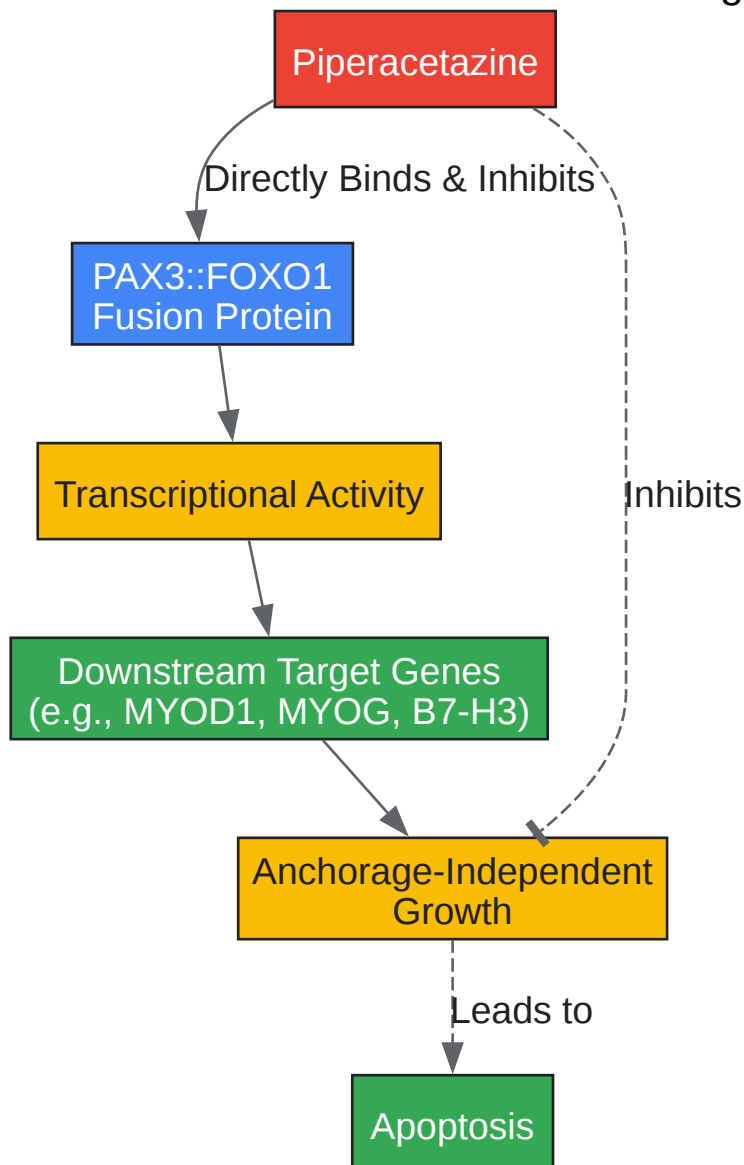 Piperacetazine
Directly Binds & Inhibits
PAX3::FOXO1
Fusion Protein
Transcriptional Activity
Inhibits
Downstream Target Genes
(e.g., MYOD1, MYOG, B7-H3)
Anchorage-Independent
Growth
Leads to
Apoptosis